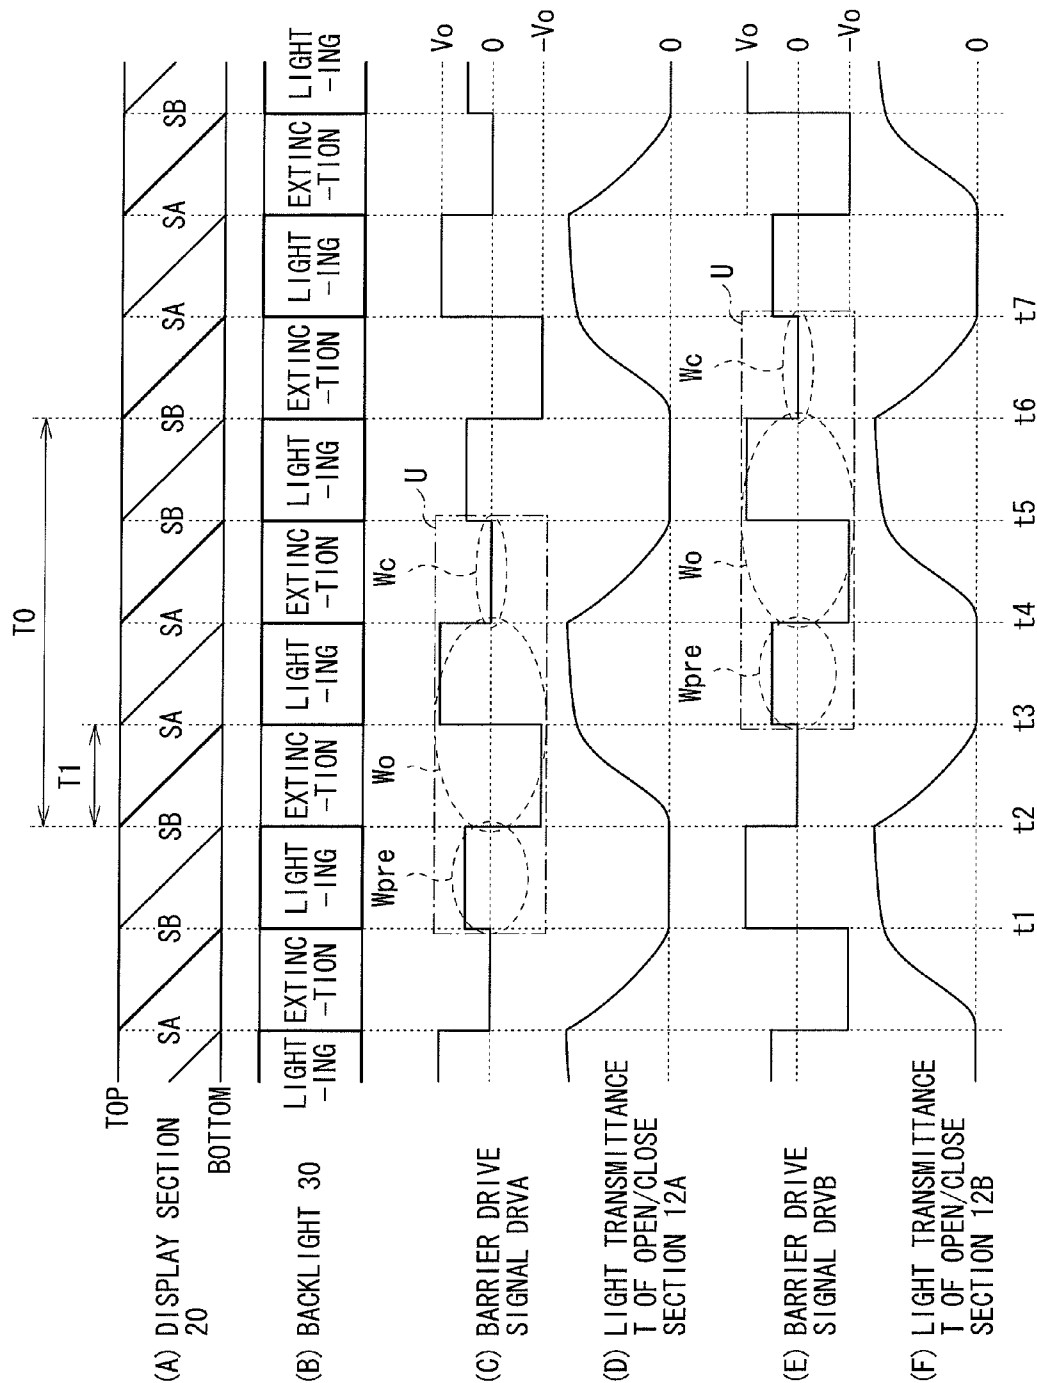 T0
T1
(A) DISPLAY SECTION
20
TOP
BOTTOM
SA SB SB SA SA SB SB SA SA SB
(B) BACKLIGHT 30
LIGHT
-ING
EXTINC
-TION
LIGHT
-ING
EXTINC
-TION
LIGHT
-ING
EXTINC
-TION
LIGHT
-ING
EXTINC
-TION
LIGHT
-ING
EXTINC
-TION
LIGHT
-ING
(C) BARRIER DRIVE
SIGNAL DRVA
Wpre Wo Wc U
Vo
0
-Vo
(D) LIGHT TRANSMITTANCE
T OF OPEN/CLOSE
SECTION 12A
0
(E) BARRIER DRIVE
SIGNAL DRVB
Wpre Wo Wc U
Vo
0
-Vo
(F) LIGHT TRANSMITTANCE
T OF OPEN/CLOSE
SECTION 12B
0
t1 t2 t3 t4 t5 t6 t7